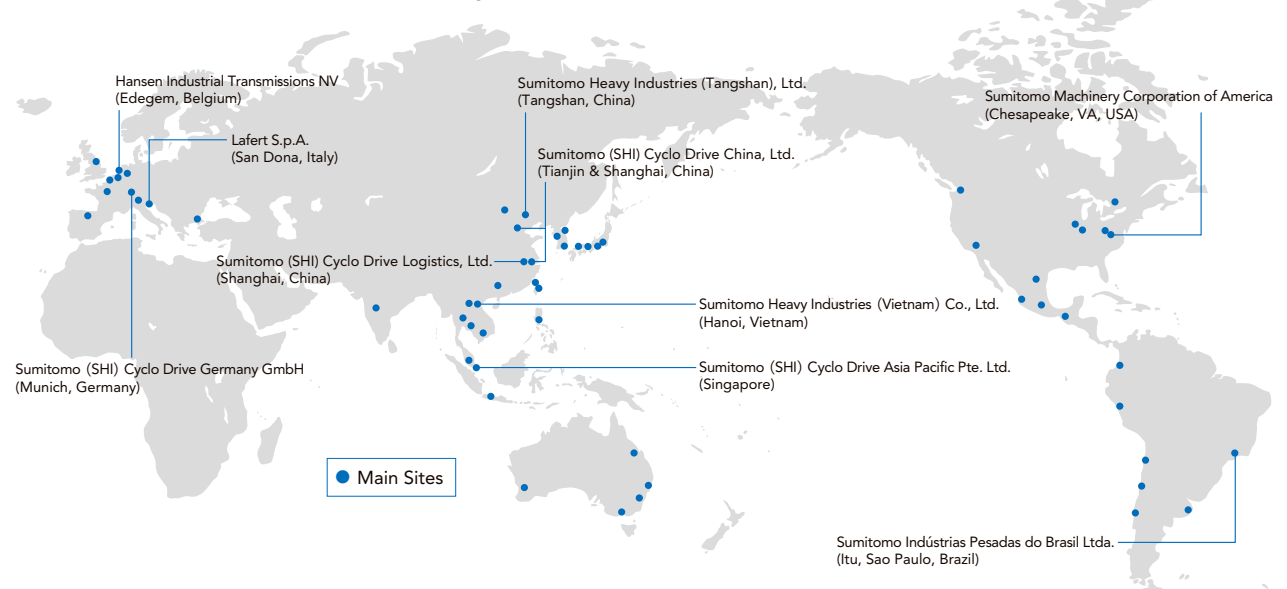 Hansen Industrial Transmissions NV
(Edegem, Belgium)
Lafert S.p.A.
(San Dona, Italy)
Sumitomo Heavy Industries (Tangshan), Ltd.
(Tangshan, China)
Sumitomo (SHI) Cyclo Drive China, Ltd.
(Tianjin & Shanghai, China)
Sumitomo Machinery Corporation of America
(Chesapeake, VA, USA)
Sumitomo (SHI) Cyclo Drive Logistics, Ltd.
(Shanghai, China)
Sumitomo Heavy Industries (Vietnam) Co., Ltd.
(Hanoi, Vietnam)
Sumitomo (SHI) Cyclo Drive Germany GmbH
(Munich, Germany)
Sumitomo (SHI) Cyclo Drive Asia Pacific Pte. Ltd.
(Singapore)
Main Sites
Sumitomo Indústrias Pesadas do Brasil Ltda.
(Itu, Sao Paulo, Brazil)